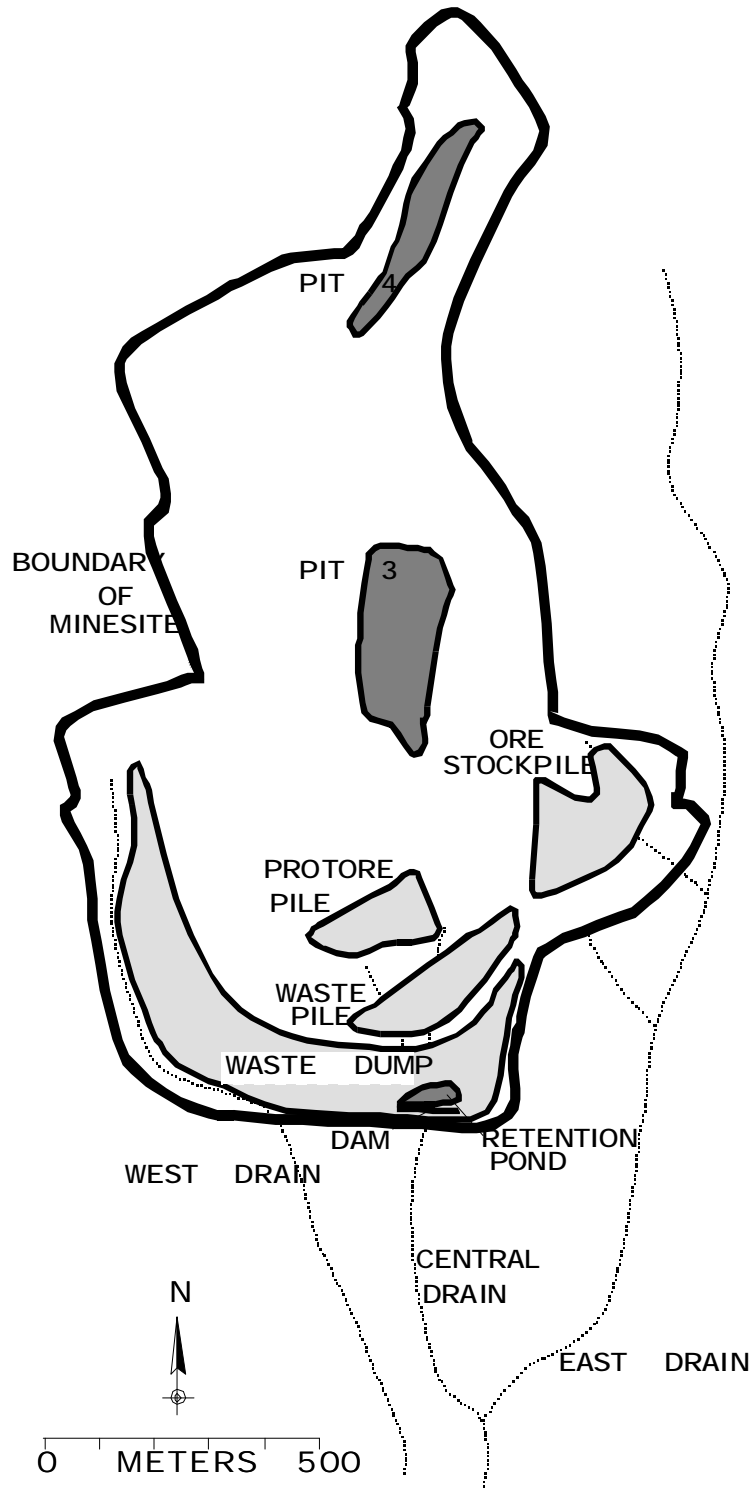 PIT 4
BOUNDARY
OF
MINESITE
PIT 3
ORE
STOCKPILE
PROTORE
PILE
WASTE
PILE
WASTE DUMP
DAM
RETENTION
POND
WEST DRAIN
CENTRAL
DRAIN
N
EAST DRAIN
0 METERS 500